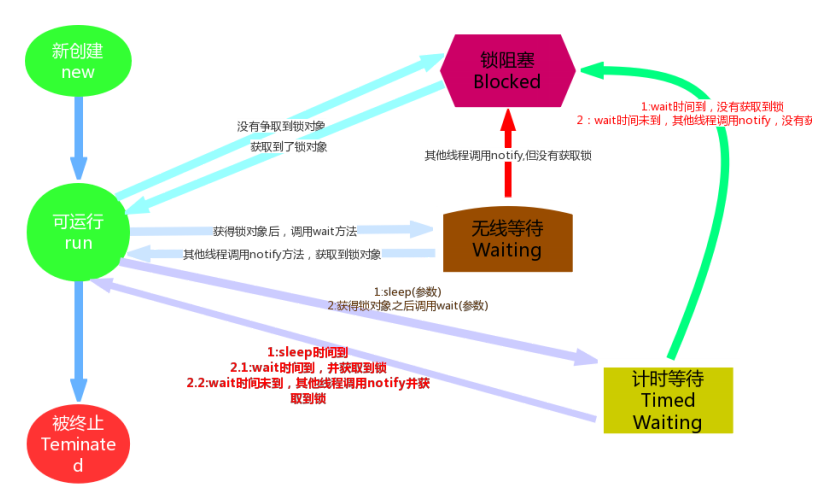 新创建
new
锁阻塞
Blocked
1:wait时间到，没有获取到锁
2：wait时间未到，其他线程调用notify，没有获
没有争取到锁对象
获取到了锁对象
其他线程调用notify,但没有获取锁
可运行
run
获得锁对象后，调用wait方法
其他线程调用notify方法，获取到锁对象
无线等待
Waiting
1:sleep(参数)
2:获得锁对象之后调用wait(参数)
1:sleep时间到
2.1:wait时间到，并获取到锁
2.2:wait时间未到，其他线程调用notify并获
取到锁
计时等待
Timed
Waiting
被终止
Teminate
d